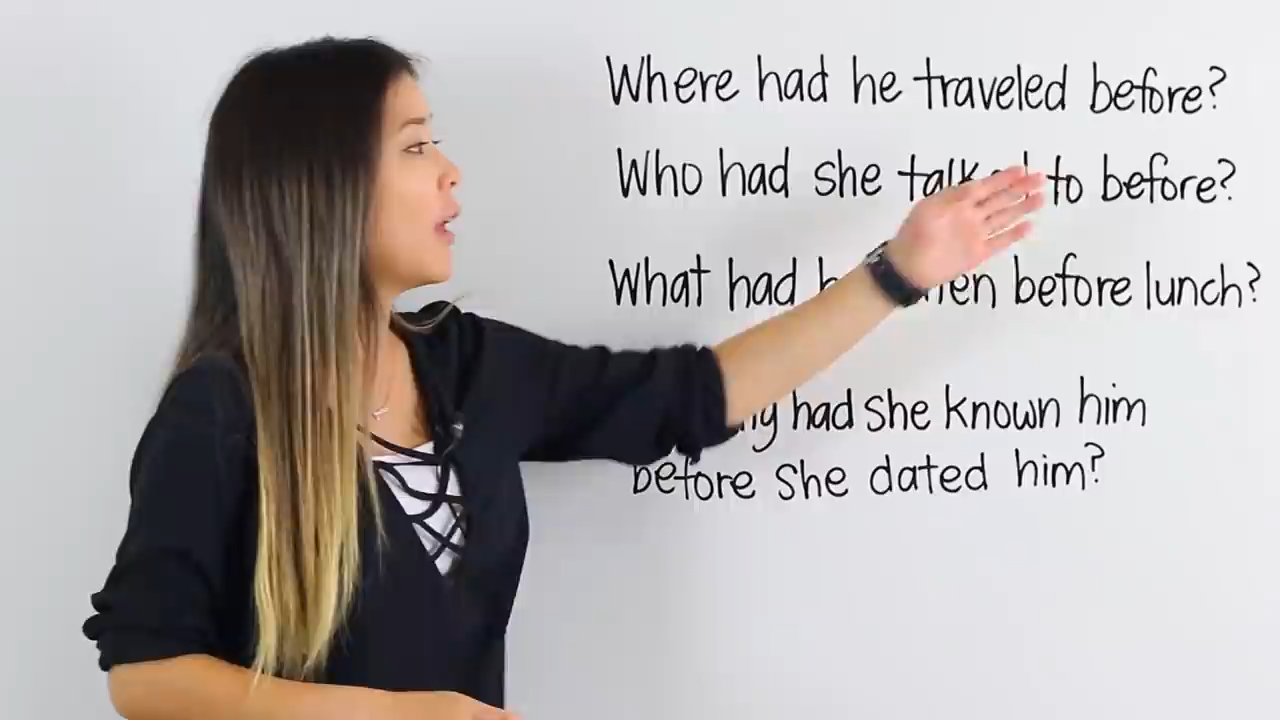 Where had he traveled before?
Who had she talked to before?
What had before lunch?
had she known him
before she dated him?